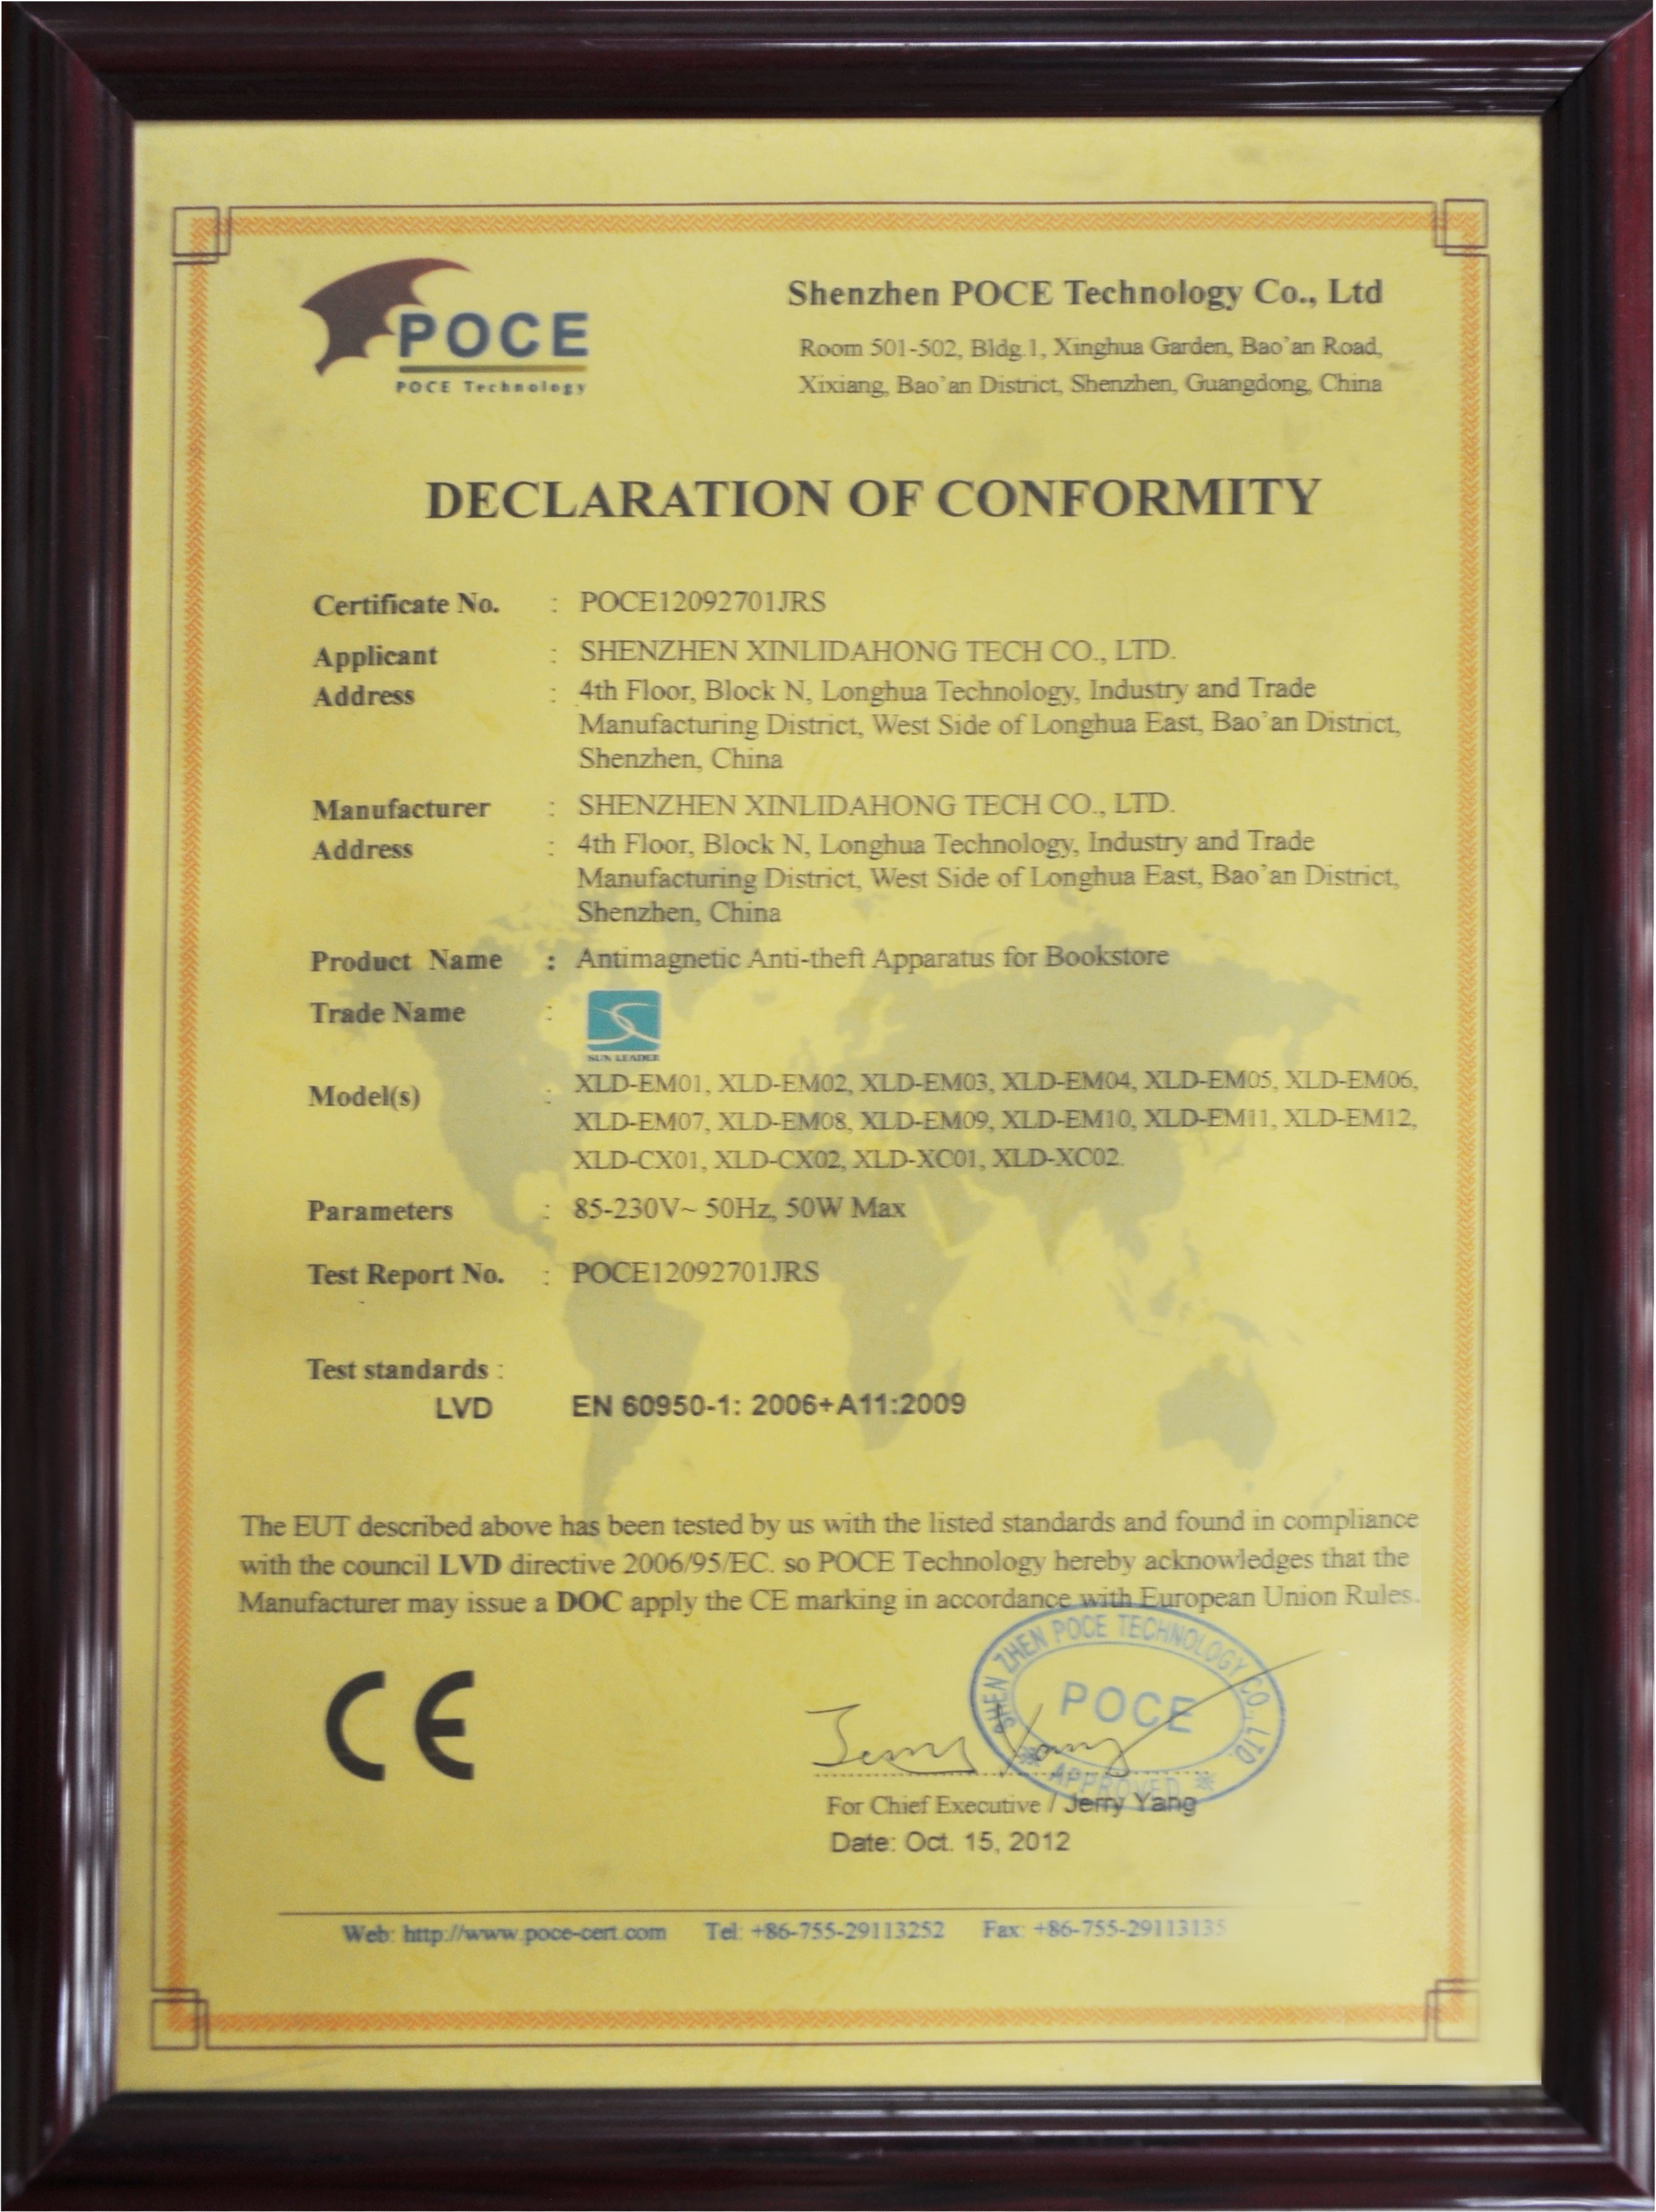 POCE
POCE Technology
Shenzhen POCE Technology Co., Ltd
Room 501-502, Bldg 1, Xinghua Garden, Bao'an Road,
Xixiang, Bao'an District, Shenzhen, Guangdong, China
DECLARATION OF CONFORMITY
Certificate No. : POCE12092701JRS
Applicant : SHENZHEN XINLIDAHONG TECH CO., LTD.
Address : 4th Floor, Block N, Longhua Technology, Industry and Trade
Manufacturing District, West Side of Longhua East, Bao'an District,
Shenzhen, China
Manufacturer : SHENZHEN XINLIDAHONG TECH CO., LTD.
Address : 4th Floor, Block N, Longhua Technology, Industry and Trade
Manufacturing District, West Side of Longhua East, Bao'an District,
Shenzhen, China
Product Name : Antimagnetic Anti-theft Apparatus for Bookstore
Trade Name :
SUN LEADER
Model(s) : XLD-EM01, XLD-EM02, XLD-EM03, XLD-EM04, XLD-EM05, XLD-EM06,
XLD-EM07, XLD-EM08, XLD-EM09, XLD-EM10, XLD-EM11, XLD-EM12,
XLD-CX01, XLD-CX02, XLD-XC01, XLD-XC02.
Parameters : 85-230V~ 50Hz, 50W Max
Test Report No. : POCE12092701JRS
Test standards :
LVD EN 60950-1: 2006+A11:2009
The EUT described above has been tested by us with the listed standards and found in compliance
with the council LVD directive 2006/95/EC. so POCE Technology hereby acknowledges that the
Manufacturer may issue a DOC apply the CE marking in accordance with European Union Rules.
CE
SHEN ZHEN POCE TECHNOLOGY CO., LTD.
POCE
APPROVED
Jerry Yang
For Chief Executive / Jerry Yang
Date: Oct. 15, 2012
Web: http://www.poce-cert.com Tel: +86-755-29113252 Fax: +86-755-29113135